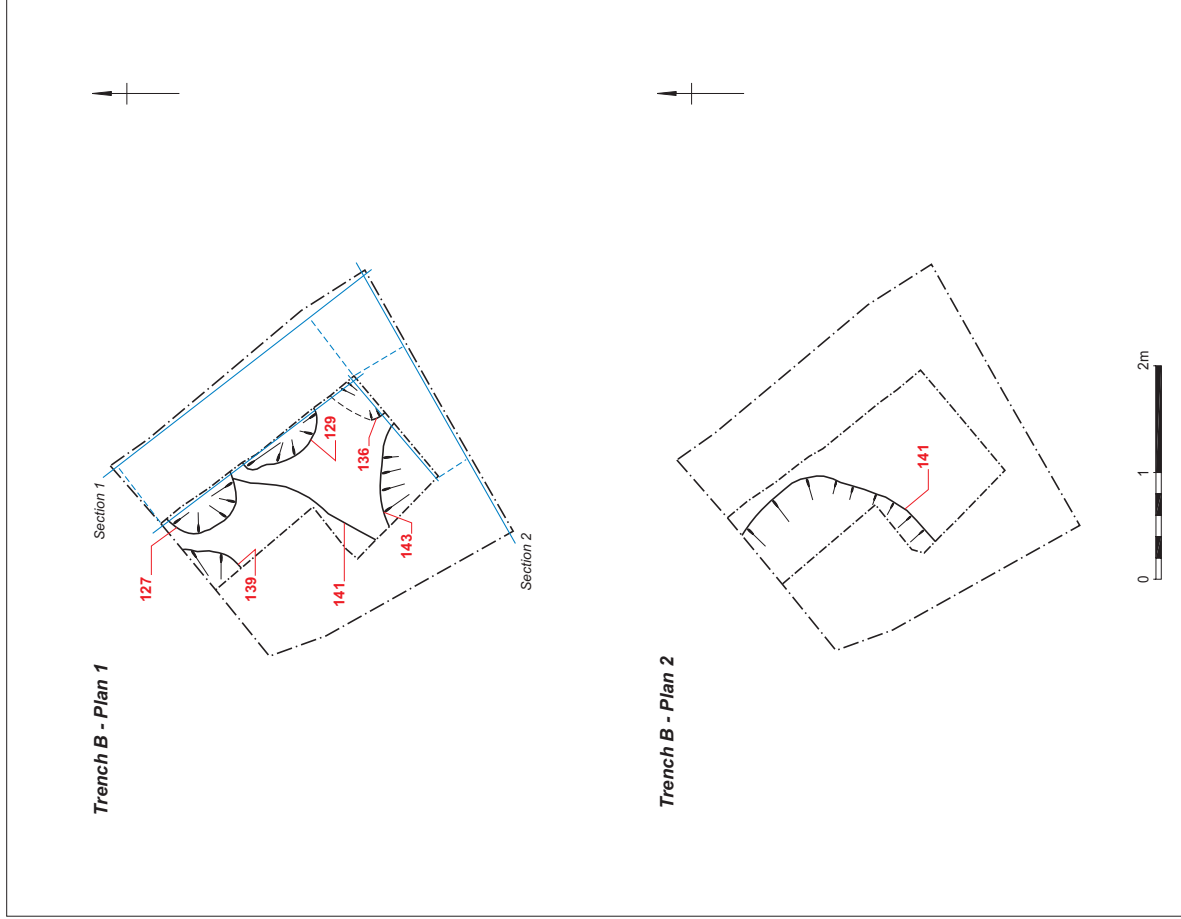 Trench B - Plan 1
Section 1
127
139
129
141
136
143
Section 2
Trench B - Plan 2
141
0
1
2m